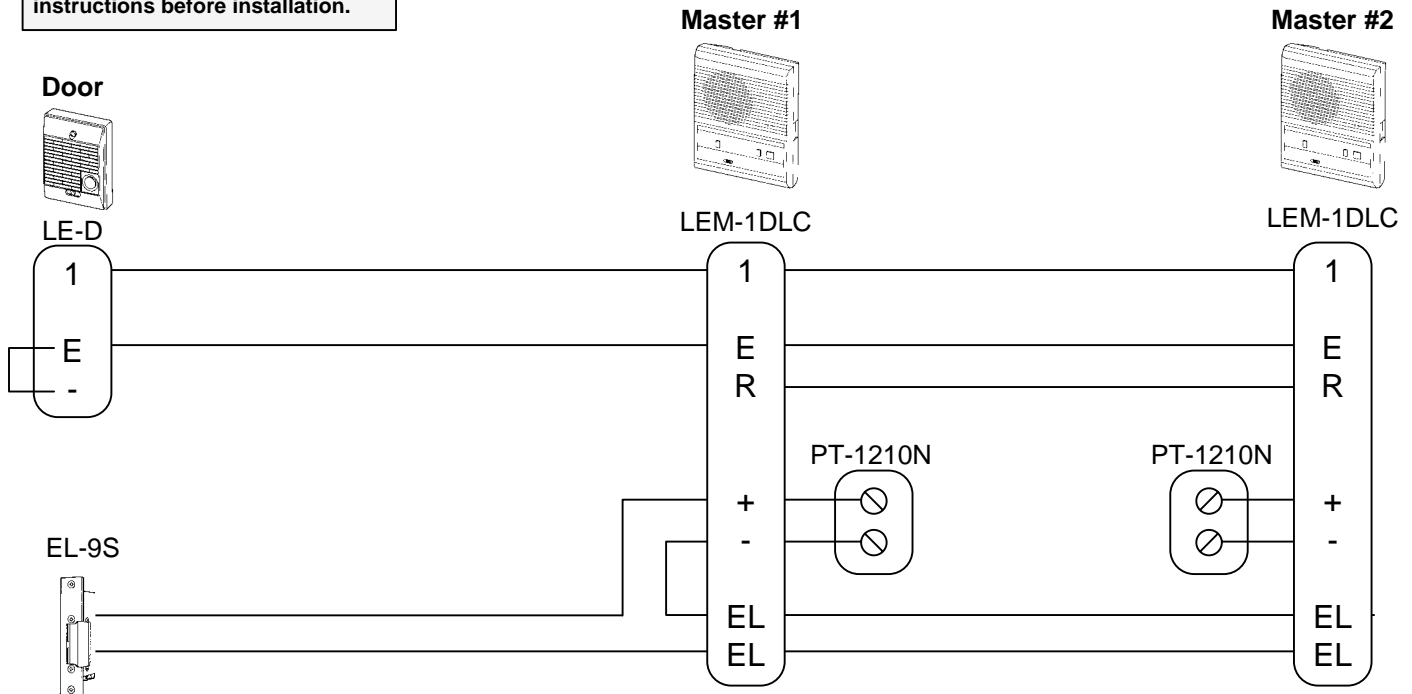 instructions before installation.
Master #1
Master #2
Door
LE-D
LEM-1DLC
LEM-1DLC
1
1
1
E
-
E
R
E
R
PT-1210N
PT-1210N
+
-
+
-
EL-9S
EL
EL
EL
EL